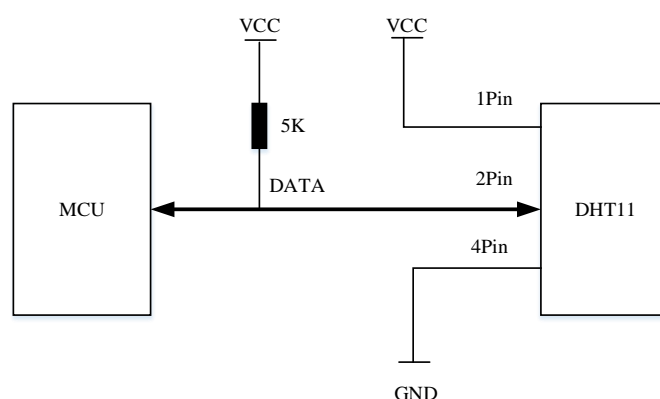 VCC
VCC
1Pin
5K
DATA
2Pin
MCU
DHT11
4Pin
GND